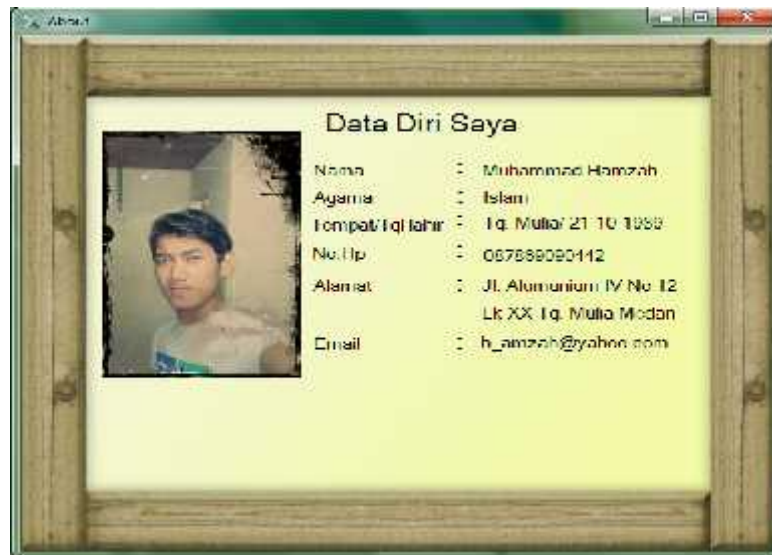 About
Data Diri Saya
Nama : Muhammad Hamzah
Agama : Islam
Tempat/Tgl lahir : Tg. Mulia/ 21-10-1989
No.Hp :
Alamat : Jl. Alumunium IV No 12
Lk XX Tg. Mulia Medan
Email : h_amzah@yahoo.com